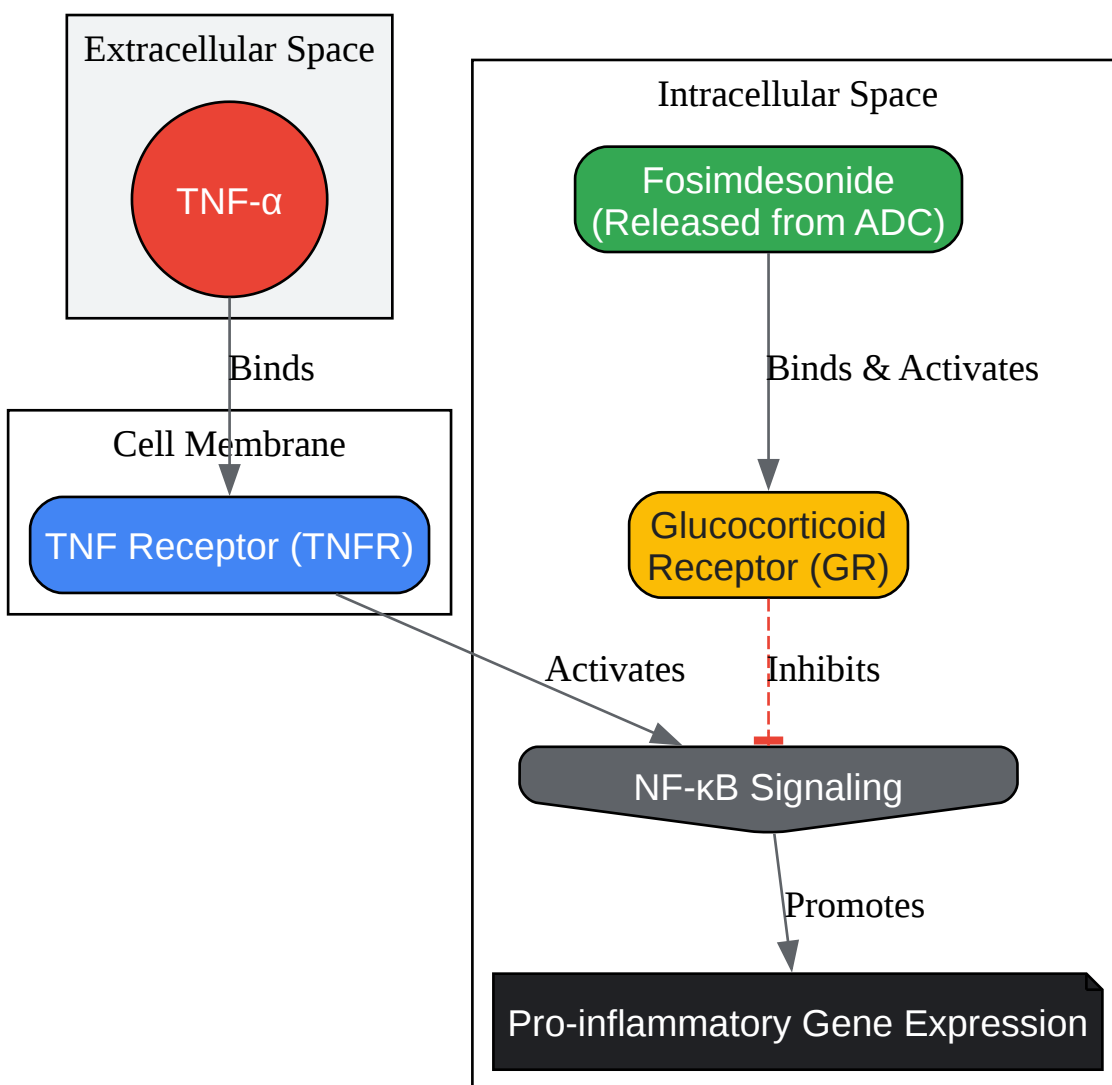 Extracellular Space
TNF-α
Binds
Cell Membrane
TNF Receptor (TNFR)
Activates
Intracellular Space
Fosimdesonide
(Released from ADC)
Binds & Activates
Glucocorticoid
Receptor (GR)
Inhibits
NF-κB Signaling
Promotes
Pro-inflammatory Gene Expression